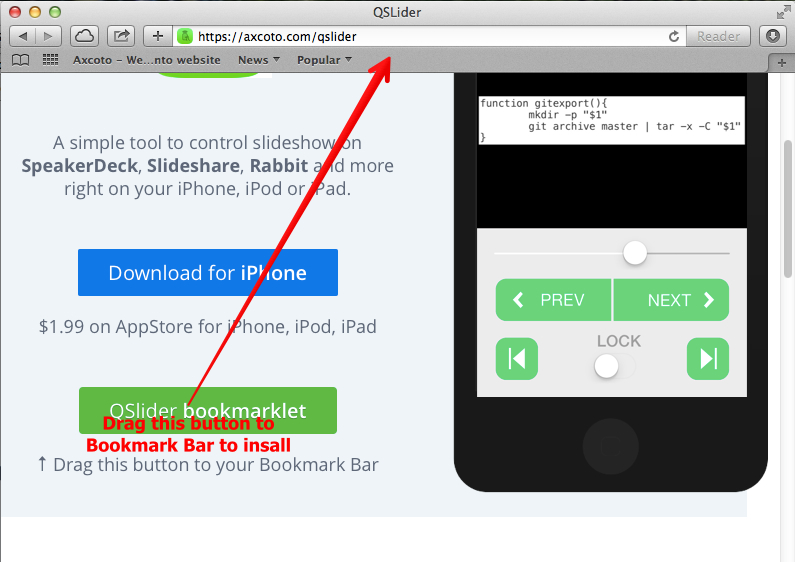 QSLider
https://axcoto.com/qslider
Reader
Axcoto - We...nto website
News
Popular
A simple tool to control slideshow on
SpeakerDeck, Slideshare, Rabbit and more
right on your iPhone, iPod or iPad.
Download for iPhone
$1.99 on AppStore for iPhone, iPod, iPad
QSlider bookmarklet
Drag this button to
Bookmark Bar to insall
↑ Drag this button to your Bookmark Bar
function gitexport(){
mkdir -p "$1"
git archive master | tar -x -C "$1"
}
PREV
NEXT
LOCK